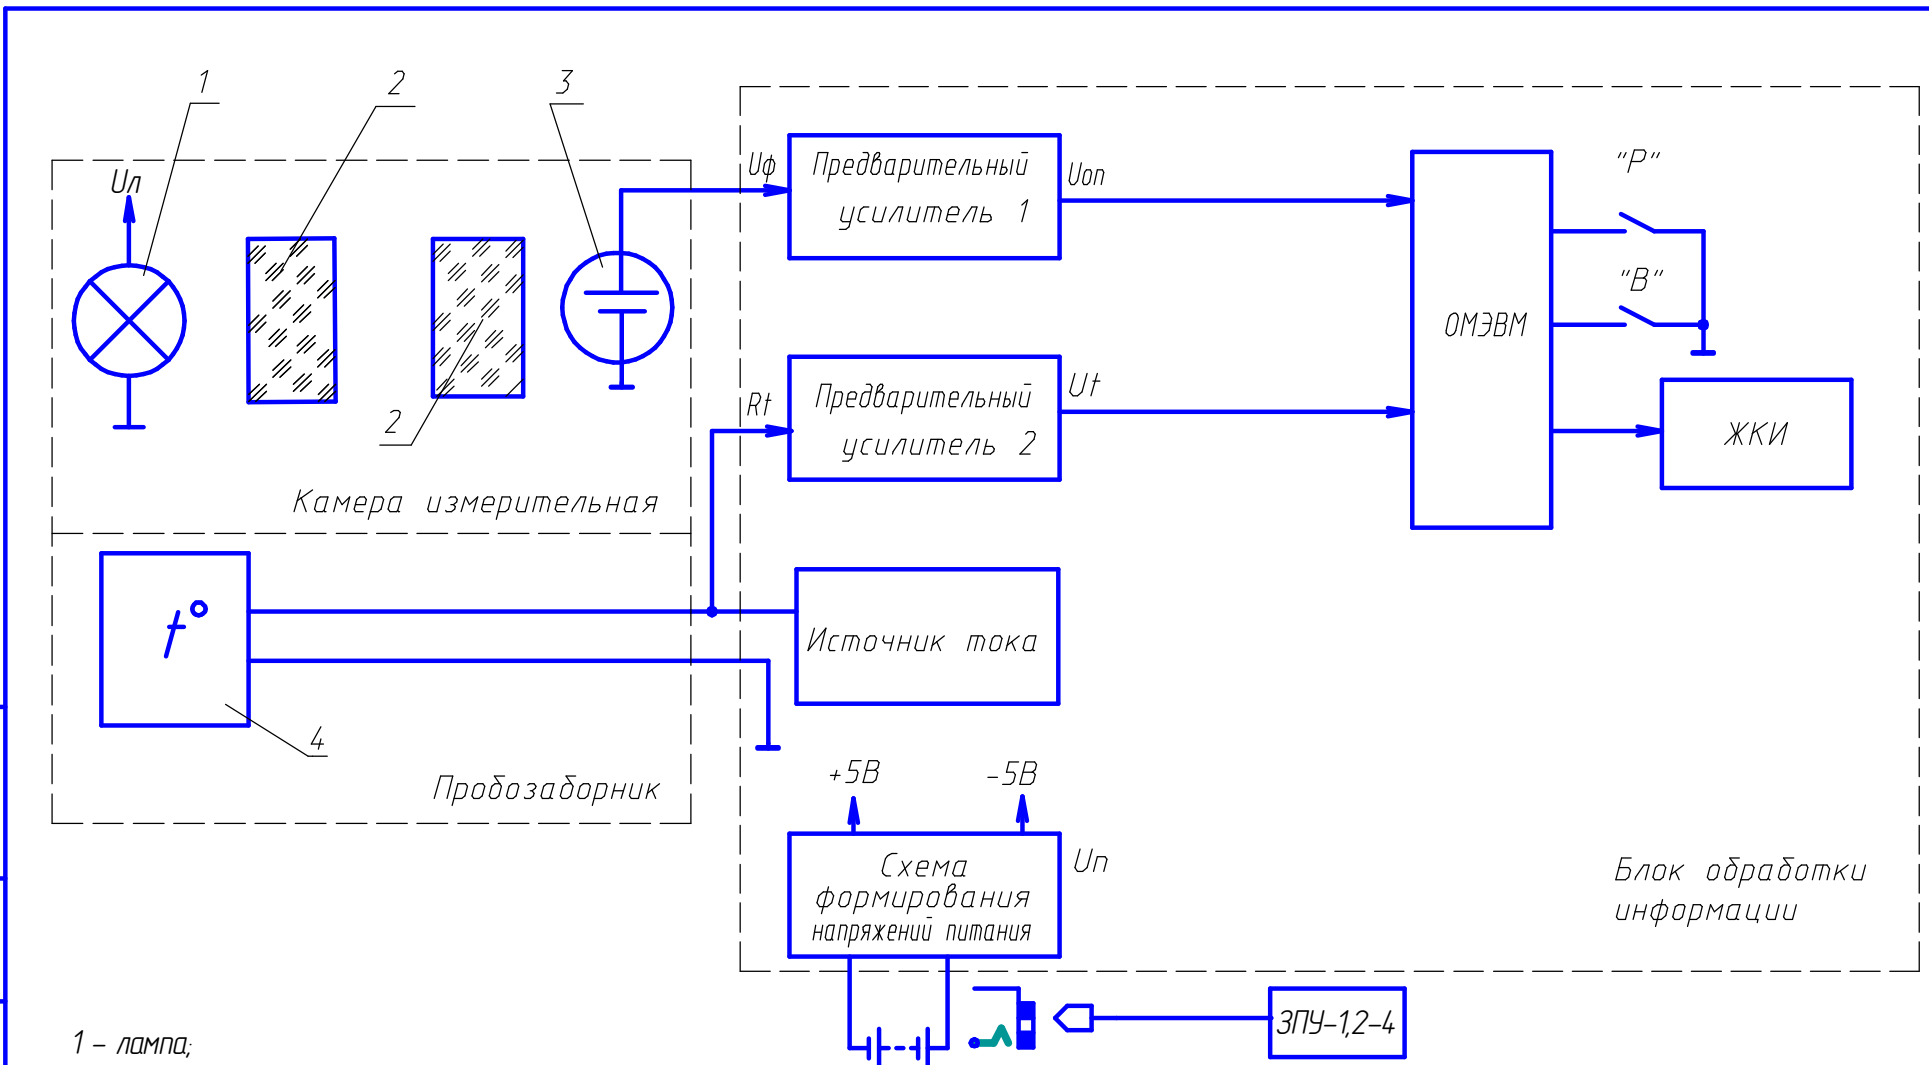 1
2
3
Uл
Uф
Предварительный
усилитель 1
Uоп
"Р"
"В"
ОМЭВМ
2
Rt
Предварительный
усилитель 2
Ut
ЖКИ
Камера измерительная
t°
4
Источник тока
Пробозаборник
+5В
-5В
Схема
формирования
напряжений питания
Uп
Блок обработки
информации
ЗПУ-1,2-4
1 - лампа;